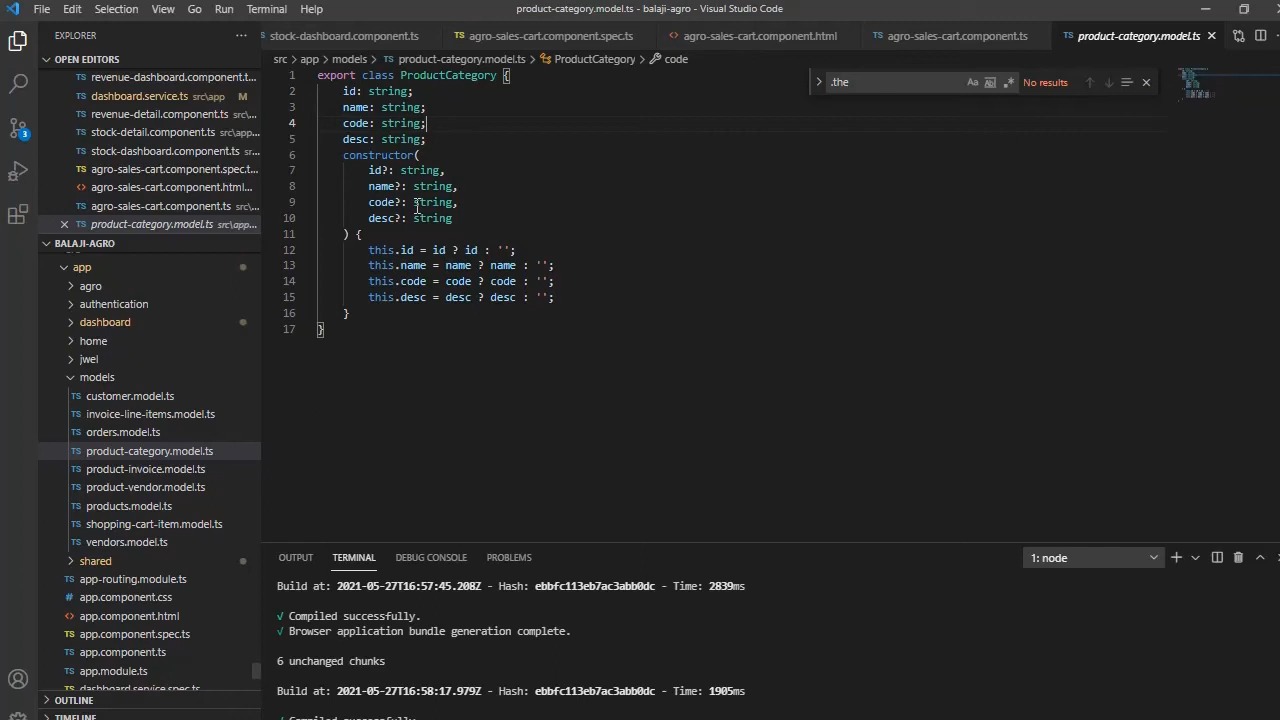 File Edit Selection View Go Run Terminal Help
product-category.model.ts - balaji-agro - Visual Studio Code
EXPLORER
stock-dashboard.component.ts
agro-sales-cart.component.spec.ts
agro-sales-cart.component.html
agro-sales-cart.component.ts
product-category.model.ts
OPEN EDITORS
revenue-dashboard.component.t...
dashboard.service.ts src\app M
revenue-detail.component.ts src\...
stock-detail.component.ts src\ap...
stock-dashboard.component.ts sr...
agro-sales-cart.component.spec.t...
agro-sales-cart.component.html...
agro-sales-cart.component.ts src...
product-category.model.ts src\app...
BALAJI-AGRO
app
agro
authentication
dashboard
home
jwel
models
customer.model.ts
invoice-line-items.model.ts
orders.model.ts
product-category.model.ts
product-invoice.model.ts
product-vendor.model.ts
products.model.ts
shopping-cart-item.model.ts
vendors.model.ts
shared
app-routing.module.ts
app.component.css
app.component.html
app.component.spec.ts
app.component.ts
app.module.ts
dashboard.service.spec.ts
OUTLINE
TIMELINE
3
src > app > models > TS product-category.model.ts > ProductCategory > code
.the
Aa
No results
1 export class ProductCategory {
2 id: string;
3 name: string;
4 code: string;
5 desc: string;
6 constructor(
7 id?: string,
8 name?: string,
9 code?: string,
10 desc?: string
11 ) {
12 this.id = id ? id : '';
13 this.name = name ? name : '';
14 this.code = code ? code : '';
15 this.desc = desc ? desc : '';
16 }
17 }
OUTPUT TERMINAL DEBUG CONSOLE PROBLEMS
1: node
Build at: 2021-05-27T16:57:45.208Z - Hash: ebbfc113eb7ac3abb0dc - Time: 2839ms
√ Compiled successfully.
√ Browser application bundle generation complete.
6 unchanged chunks
Build at: 2021-05-27T16:58:17.979Z - Hash: ebbfc113eb7ac3abb0dc - Time: 1905ms
√ Compiled successfully.